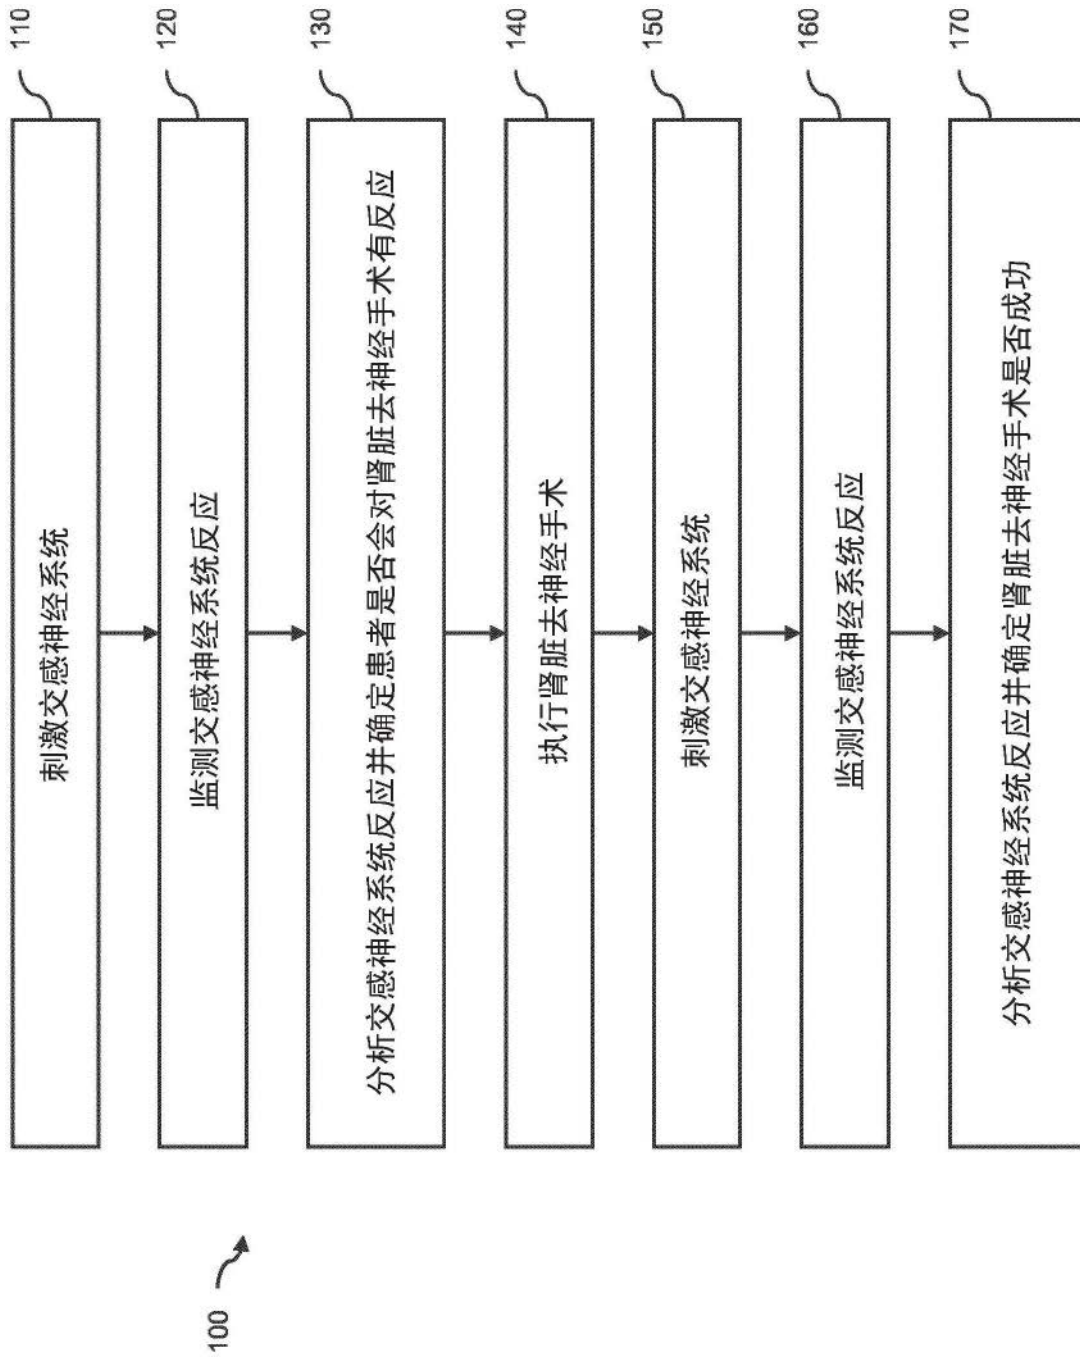 110
刺激交感神经系统
120
监测交感神经系统反应
130
分析交感神经系统反应并确定患者是否会对肾脏去神经手术有反应
140
执行肾脏去神经手术
150
刺激交感神经系统
160
监测交感神经系统反应
170
分析交感神经系统反应并确定肾脏去神经手术是否成功
100